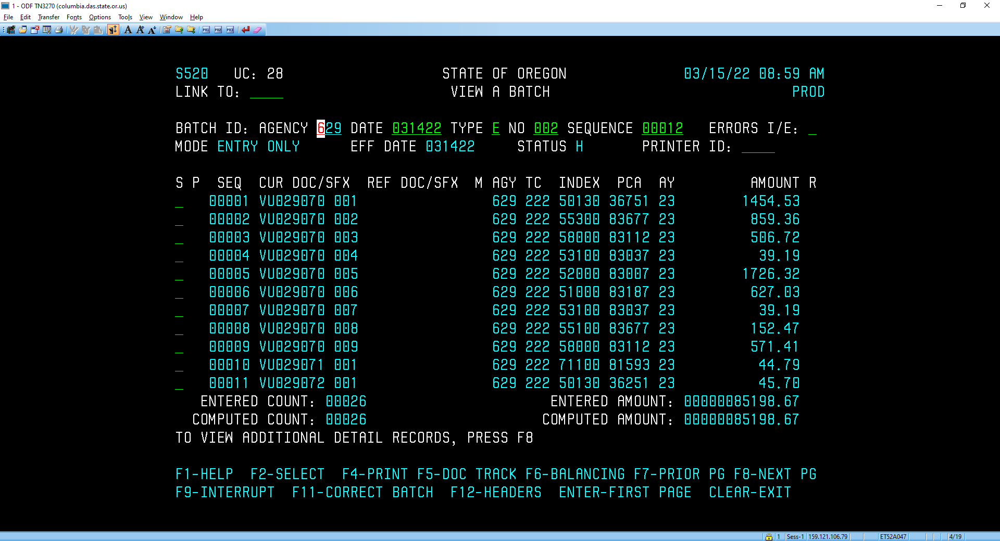 1 - ODF TN3270 (columbia.das.state.or.us)
File Edit Transfer Fonts Options Tools View Window Help
A A A PA1 PA2 PA3
S520 UC: 28 STATE OF OREGON 03/15/22 08:59 AM
LINK TO: ____ VIEW A BATCH PROD
BATCH ID: AGENCY 629 DATE 031422 TYPE E NO 002 SEQUENCE 00012 ERRORS I/E: _
MODE ENTRY ONLY EFF DATE 031422 STATUS H PRINTER ID: ____
S P SEQ CUR DOC/SFX REF DOC/SFX M AGY TC INDEX PCA AY AMOUNT R
_ 00001 VU029070 001 629 222 50130 36751 23 1454.53
_ 00002 VU029070 002 629 222 55300 83677 23 859.36
_ 00003 VU029070 003 629 222 58000 83112 23 506.72
_ 00004 VU029070 004 629 222 53100 83037 23 39.19
_ 00005 VU029070 005 629 222 52000 83007 23 1726.32
_ 00006 VU029070 006 629 222 51000 83187 23 627.03
_ 00007 VU029070 007 629 222 53100 83037 23 39.19
_ 00008 VU029070 008 629 222 55100 83677 23 152.47
_ 00009 VU029070 009 629 222 58000 83112 23 571.41
_ 00010 VU029071 001 629 222 71100 81593 23 44.79
_ 00011 VU029072 001 629 222 50130 36251 23 45.70
ENTERED COUNT: 00026 ENTERED AMOUNT: 00000085198.67
COMPUTED COUNT: 00026 COMPUTED AMOUNT: 00000085198.67
TO VIEW ADDITIONAL DETAIL RECORDS, PRESS F8
F1-HELP F2-SELECT F4-PRINT F5-DOC TRACK F6-BALANCING F7-PRIOR PG F8-NEXT PG
F9-INTERRUPT F11-CORRECT BATCH F12-HEADERS ENTER-FIRST PAGE CLEAR-EXIT
1 Sess-1 159.121.106.79 ET52A047 4/19